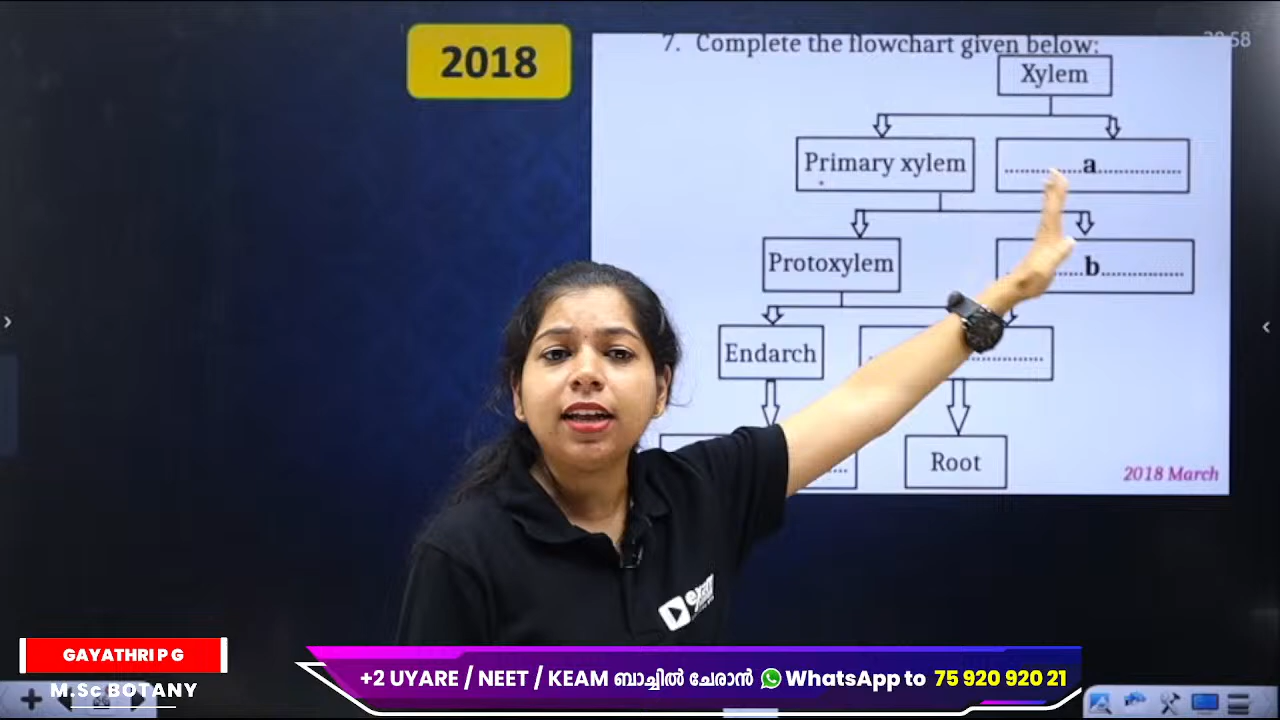 2018
7. Complete the flowchart given below:
Xylem
Primary xylem
a
Protoxylem
b
Endarch
Root
2018 March
exam
GAYATHRI P G
M.Sc BOTANY
+2 UYARE / NEET / KEAM ബാച്ചിൽ ചേരാൻ WhatsApp to 75 920 920 21